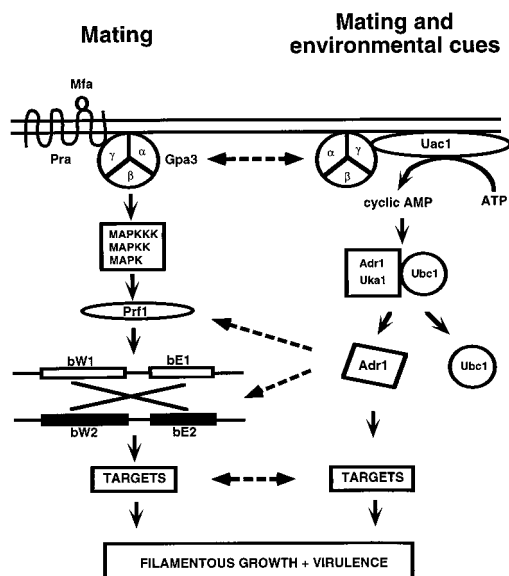 Mating
Mating and
environmental cues
Mfa
Pra
γ
α
β
Gpa3
α
γ
β
Uac1
cyclic AMP
ATP
MAPKKK
MAPKK
MAPK
Adr1
Uka1
Ubc1
Prf1
bW1
bE1
Adr1
Ubc1
bW2
bE2
TARGETS
TARGETS
FILAMENTOUS GROWTH + VIRULENCE